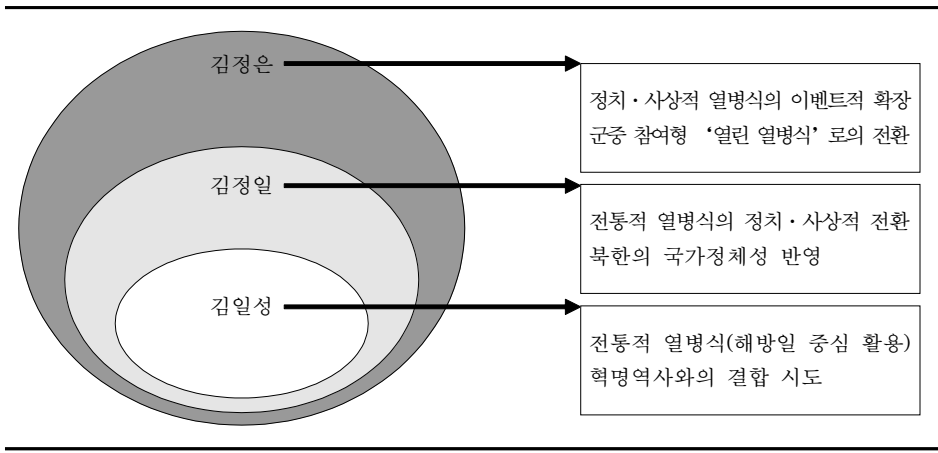 김정은
정치·사상적 열병식의 이벤트적 확장
군중 참여형 ‘열린 열병식’로의 전환
김정일
전통적 열병식의 정치·사상적 전환
북한의 국가정체성 반영
김일성
전통적 열병식(해방일 중심 활용)
혁명역사와의 결합 시도